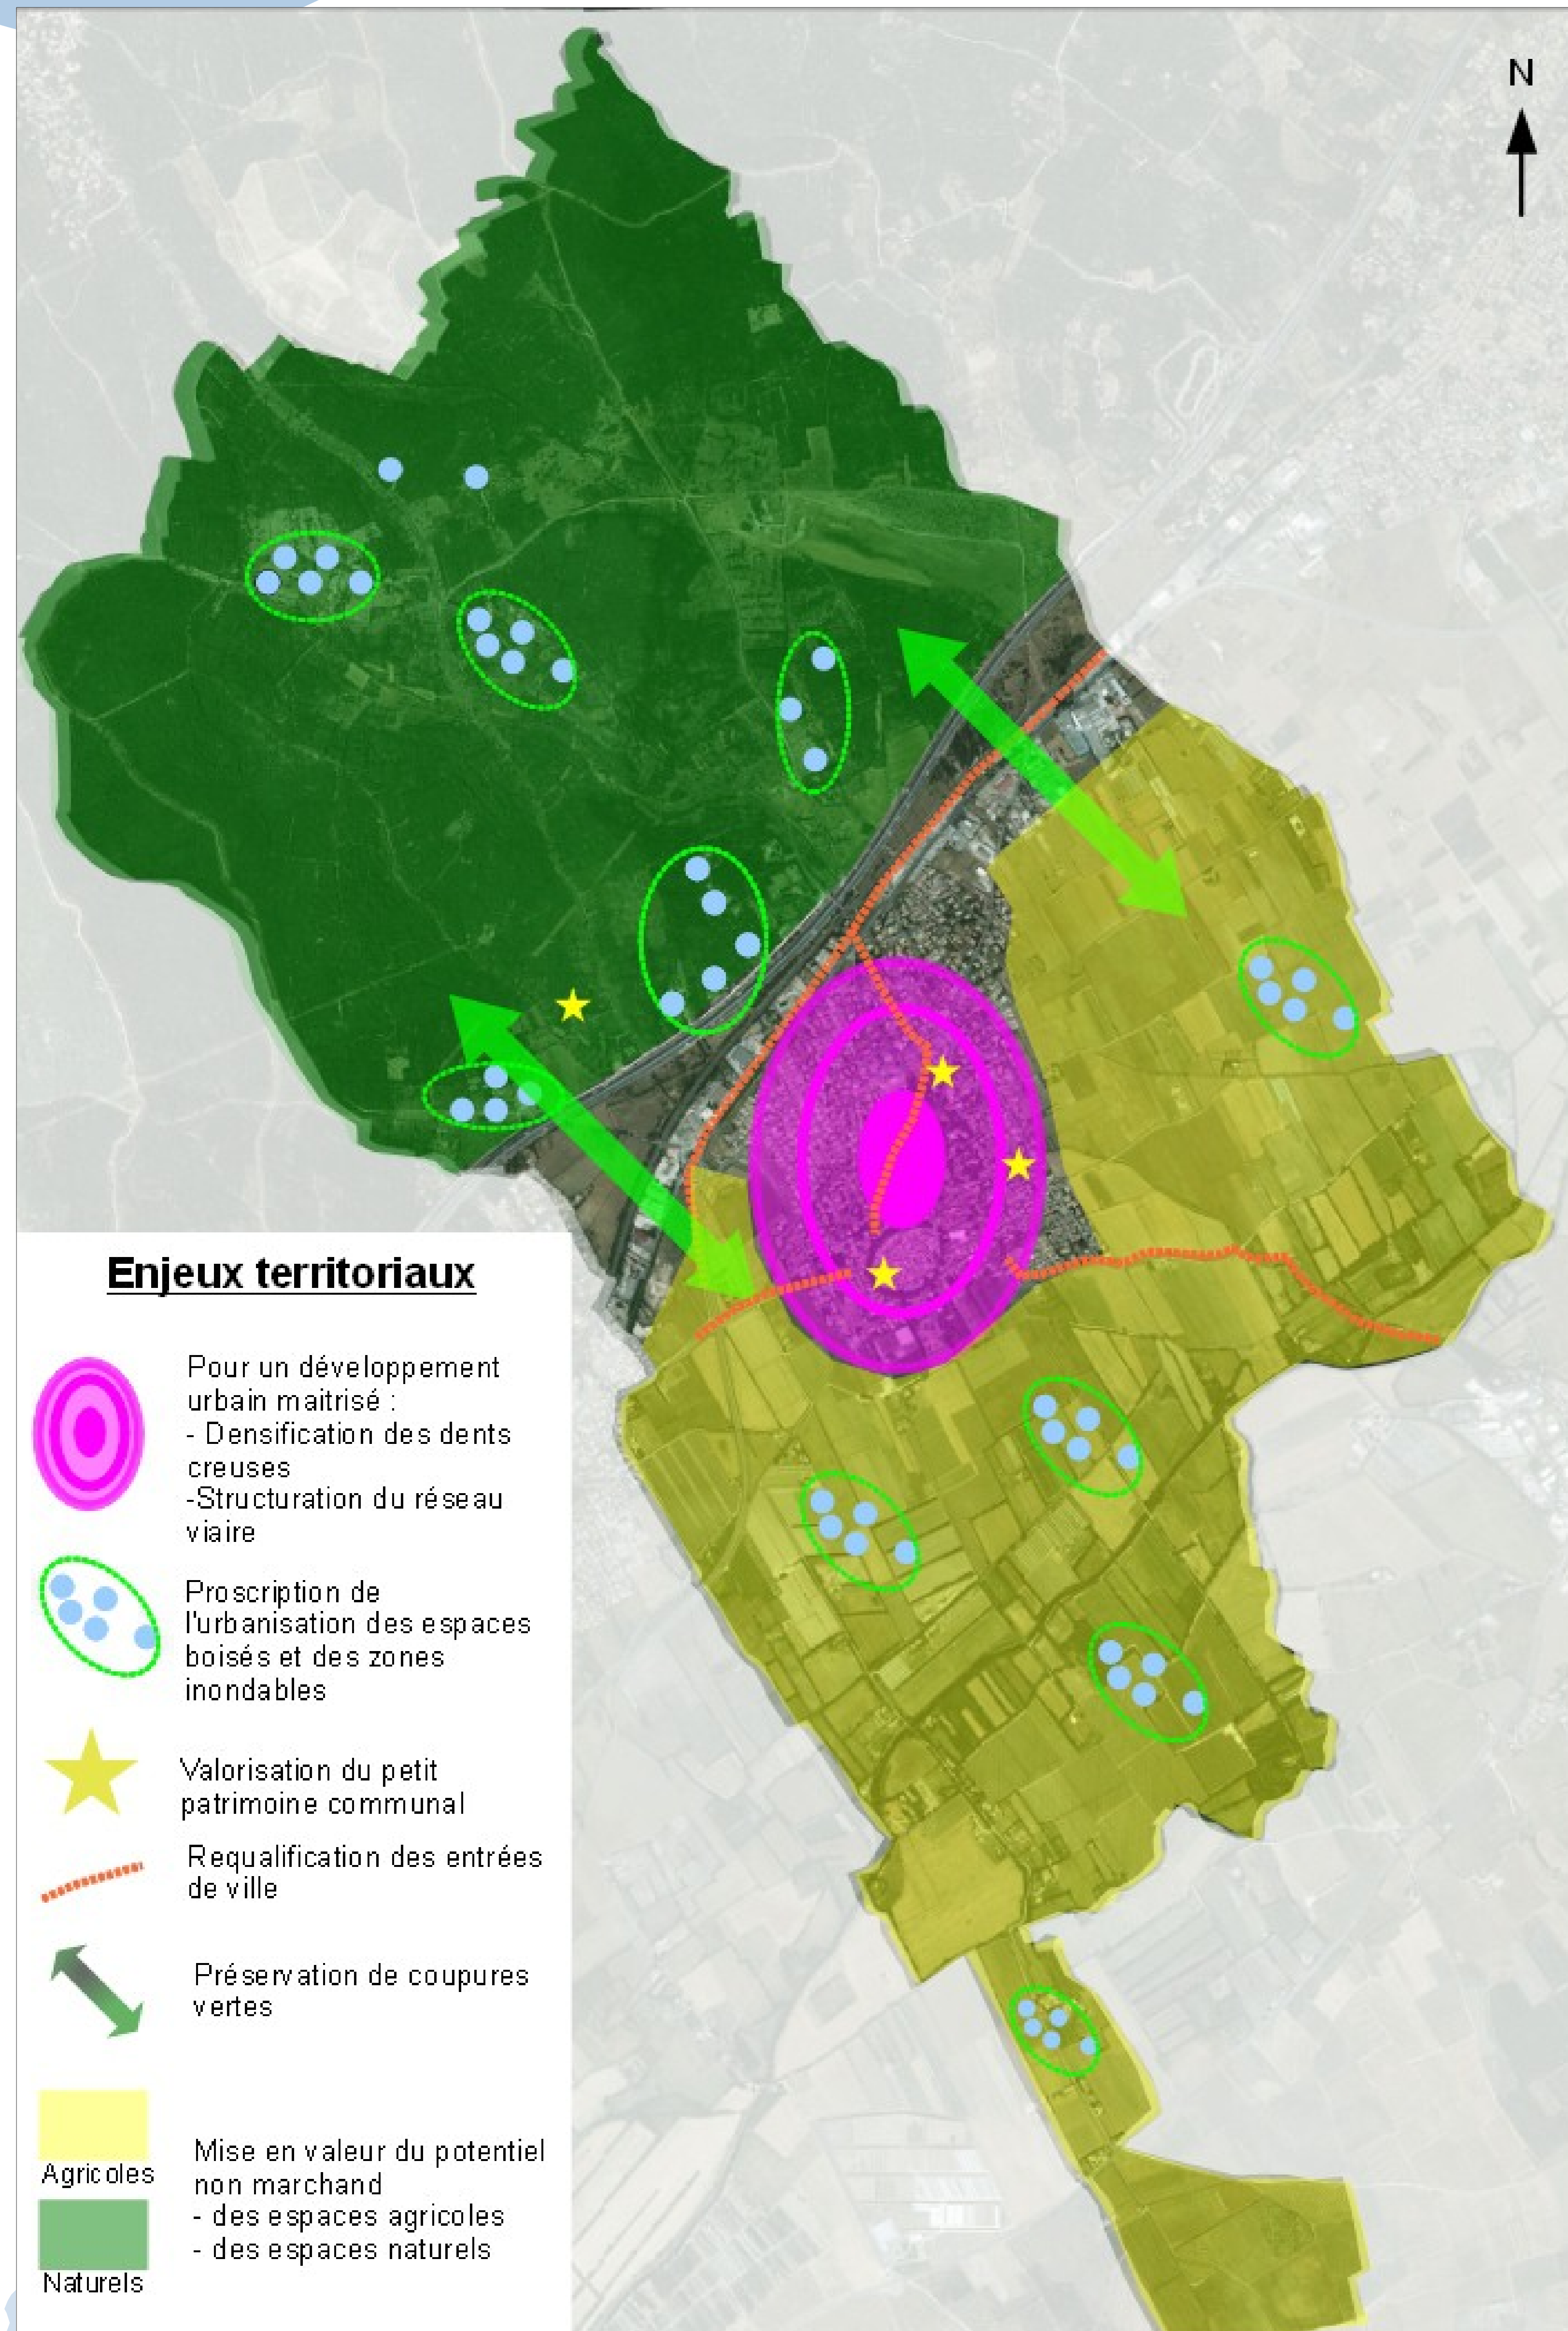 N
Enjeux territoriaux
Pour un développement
urbain maitrisé :
- Densification des dents
creuses
-Structuration du réseau
viaire
Proscription de
l'urbanisation des espaces
boisés et des zones
inondables
Valorisation du petit
patrimoine communal
Requalification des entrées
de ville
Préservation de coupures
vertes
Agricoles
Naturels
Mise en valeur du potentiel
non marchand
- des espaces agricoles
- des espaces naturels